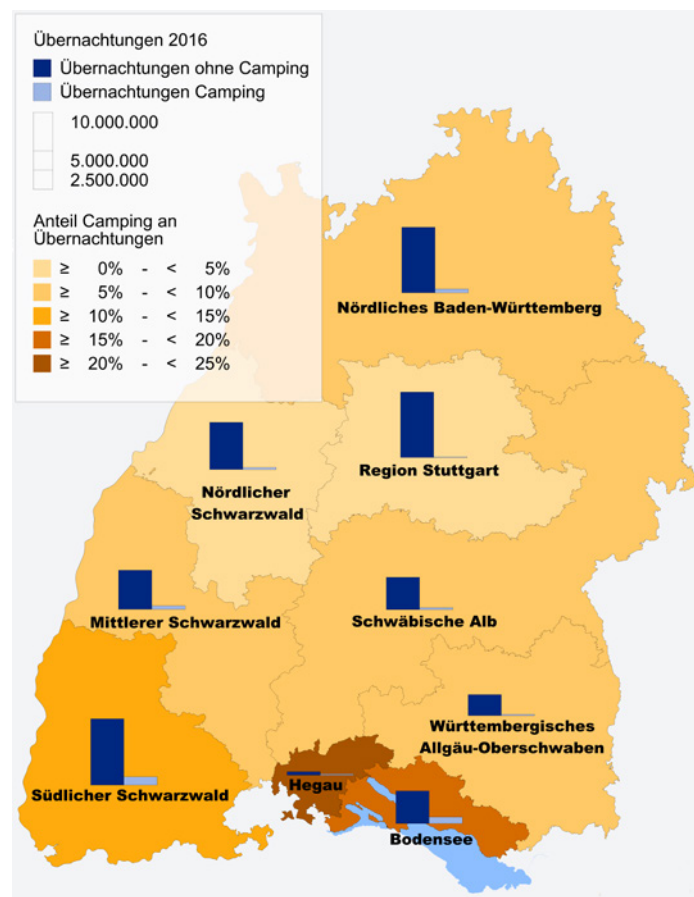 Übernachtungen 2016
Übernachtungen ohne Camping
Übernachtungen Camping
10.000.000
5.000.000
2.500.000
Anteil Camping an
Übernachtungen
≥ 0% - < 5%
≥ 5% - < 10%
≥ 10% - < 15%
≥ 15% - < 20%
≥ 20% - < 25%
Nördliches Baden-Württemberg
Region Stuttgart
Nördlicher
Schwarzwald
Mittlerer Schwarzwald
Schwäbische Alb
Württembergisches
Allgäu-Oberschwaben
Südlicher Schwarzwald
Hegau
Bodensee